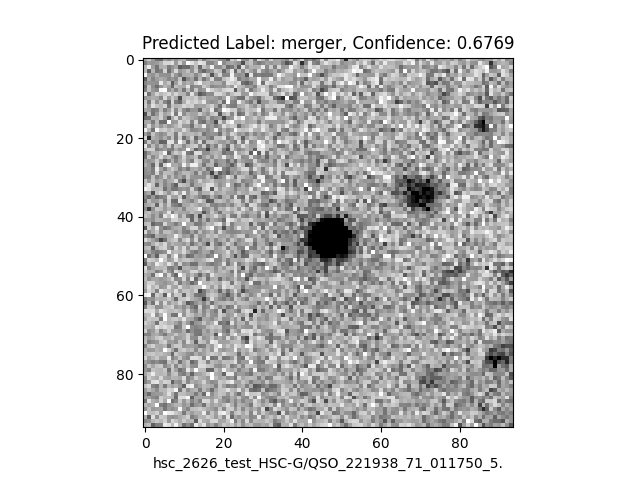 Predicted Label: merger, Confidence: 0.6769
0
20
40
60
80
0 20 40 60 80
hsc_2626_test_HSC-G/QSO_221938_71_011750_5.